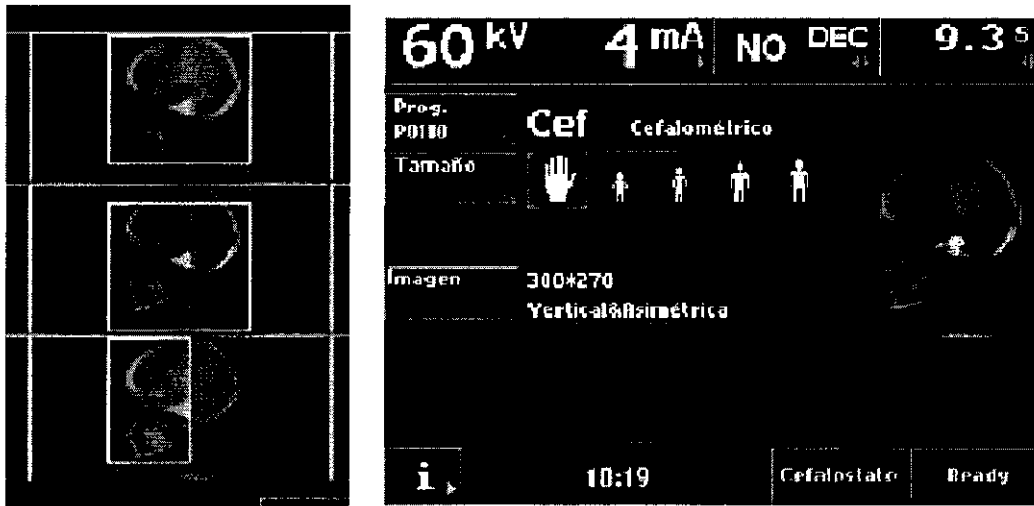 60 kV 4 mA NO DEC 9.3 s
Prog.
P0180
Cef Cefalométrico
Tamaño
Imagen 300*270
Vertical&Asimétrica
i 10:19 Cefalostato Ready